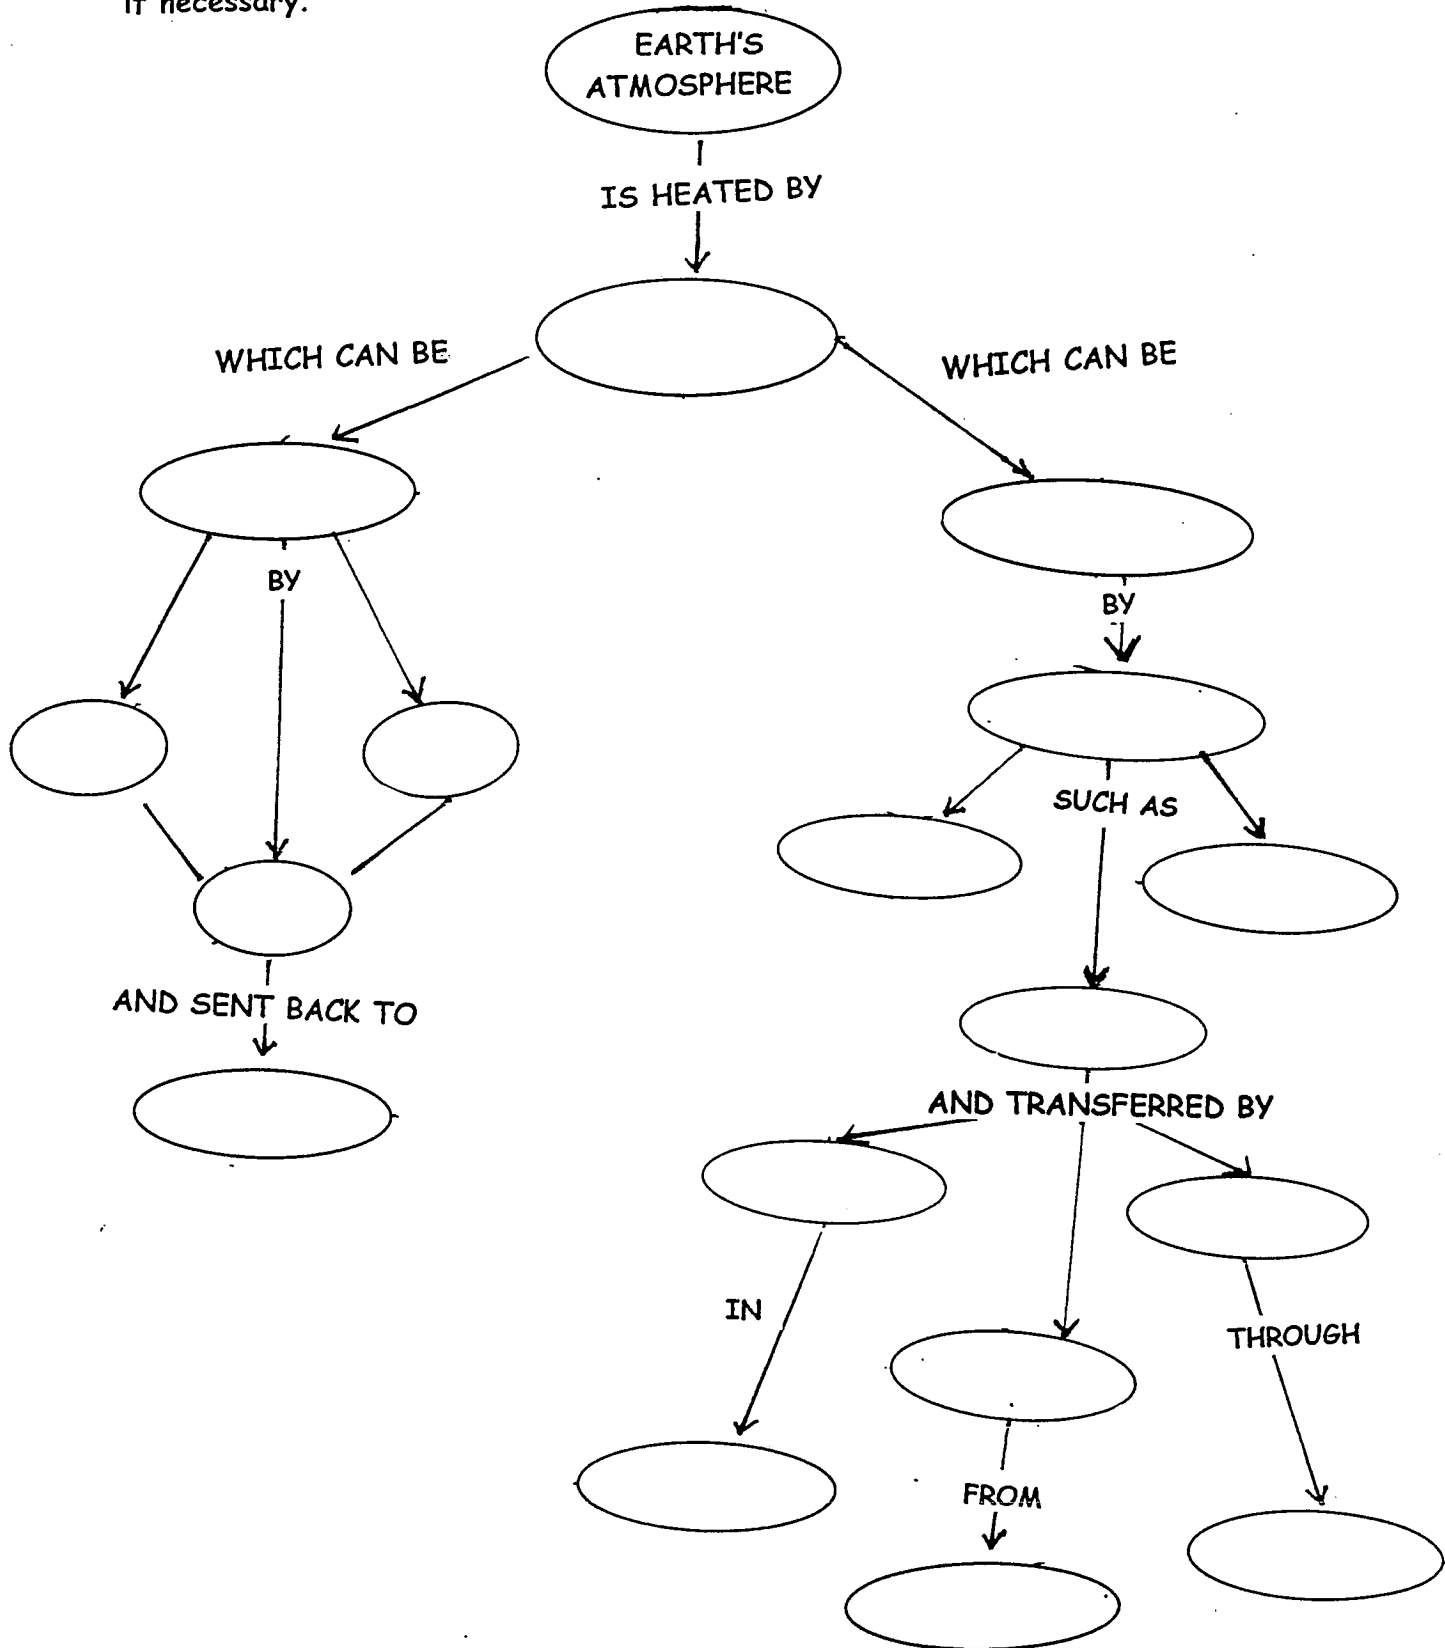 if necessary.
EARTH'S
ATMOSPHERE
IS HEATED BY
WHICH CAN BE
WHICH CAN BE
BY
BY
SUCH AS
AND SENT BACK TO
AND TRANSFERRED BY
IN
THROUGH
FROM